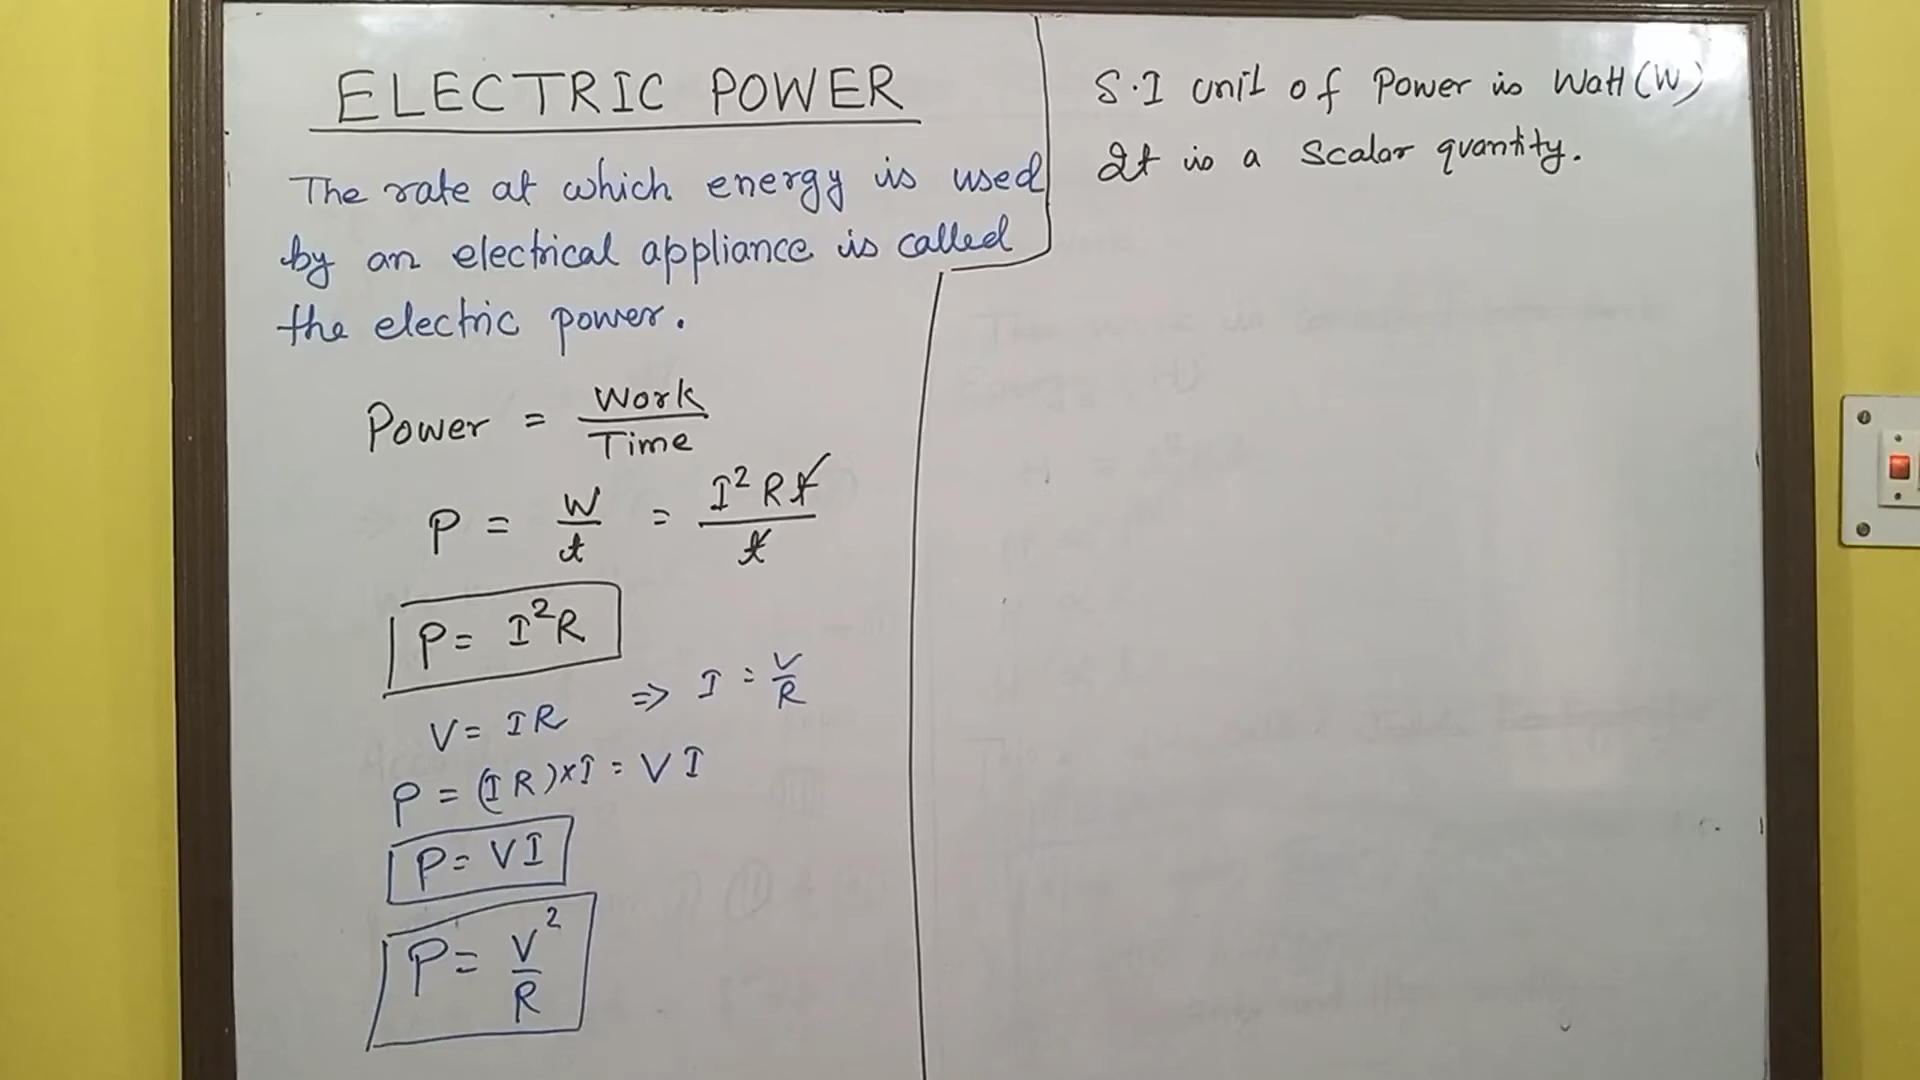 ELECTRIC POWER
The rate at which energy is used
by an electrical appliance is called
the electric power.
Power = Work / Time
P = W / t = I² R t / t
P = I²R
V = IR ⇒ I = V / R
P = (IR)×I = VI
P = VI
P = V² / R
S.I unit of Power is Watt (W)
It is a Scalar quantity.